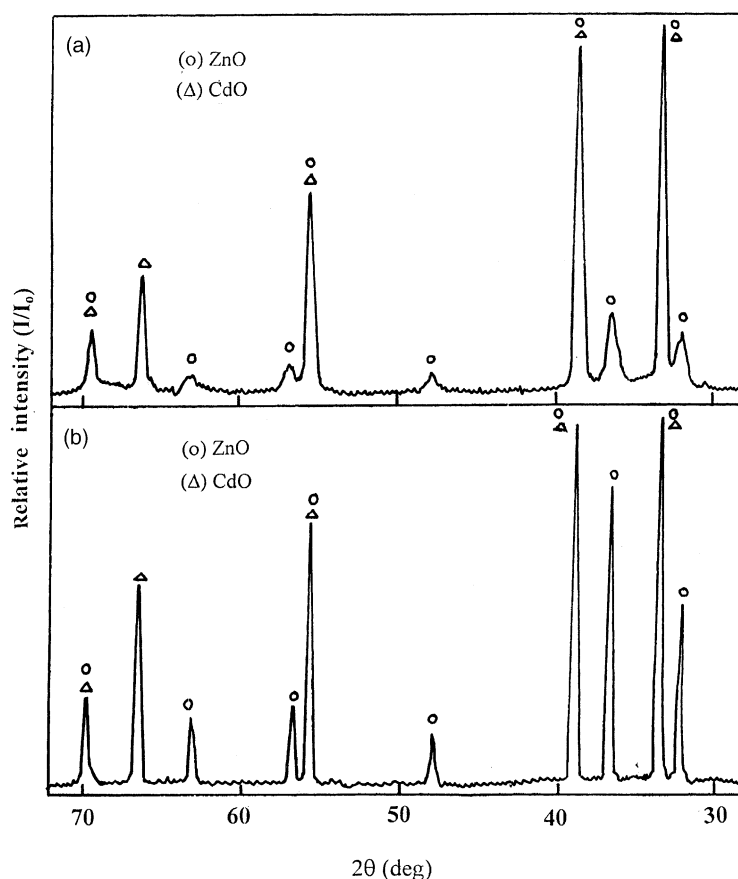 (a)
(o) ZnO
(Δ) CdO
(b)
(o) ZnO
(Δ) CdO
Relative intensity (I/I₀)
70 60 50 40 30
2θ (deg)